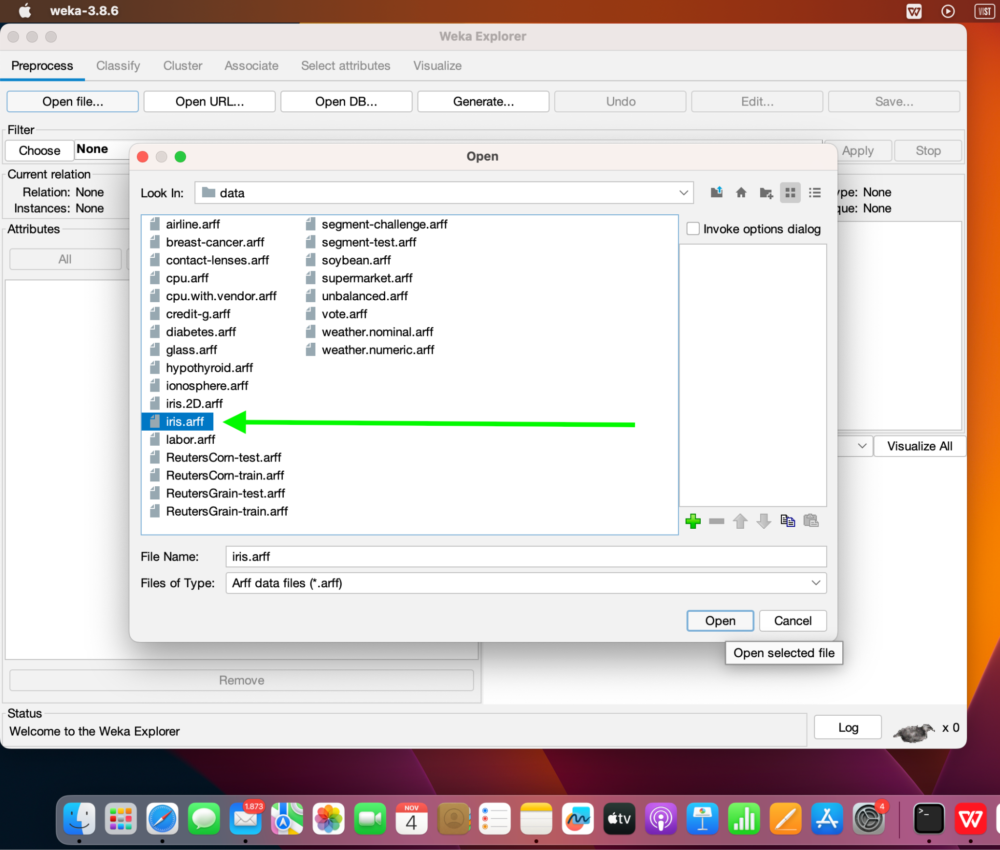 weka-3.8.6
VIST
Weka Explorer
Preprocess Classify Cluster Associate Select attributes Visualize
Open file... Open URL... Open DB... Generate... Undo Edit... Save...
Filter
Choose None Apply Stop
Open
Current relation
Relation: None
Instances: None
ype: None
que: None
Look In: data
Attributes
All
Invoke options dialog
airline.arff
breast-cancer.arff
contact-lenses.arff
cpu.arff
cpu.with.vendor.arff
credit-g.arff
diabetes.arff
glass.arff
hypothyroid.arff
ionosphere.arff
iris.2D.arff
iris.arff
labor.arff
ReutersCorn-test.arff
ReutersCorn-train.arff
ReutersGrain-test.arff
ReutersGrain-train.arff
segment-challenge.arff
segment-test.arff
soybean.arff
supermarket.arff
unbalanced.arff
vote.arff
weather.nominal.arff
weather.numeric.arff
Visualize All
File Name: iris.arff
Files of Type: Arff data files (*.arff)
Open Cancel
Open selected file
Remove
Status
Welcome to the Weka Explorer
Log x 0
1.873
NOV
4
tv
4
>_